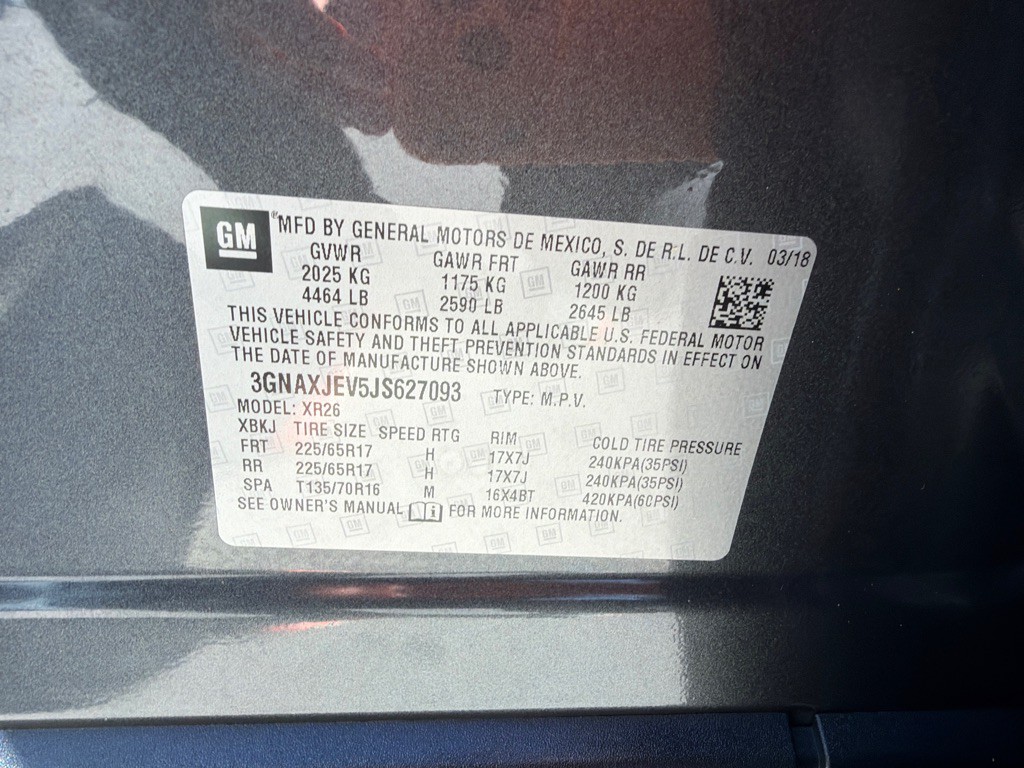 GM ® MFD BY GENERAL MOTORS DE MEXICO, S. DE R.L. DE C.V. 03/18
GVWR GAWR FRT GAWR RR
2025 KG 1175 KG 1200 KG
4464 LB 2590 LB 2645 LB
THIS VEHICLE CONFORMS TO ALL APPLICABLE U.S. FEDERAL MOTOR
VEHICLE SAFETY AND THEFT PREVENTION STANDARDS IN EFFECT ON
THE DATE OF MANUFACTURE SHOWN ABOVE.
3GNAXJEV5JS627093 TYPE: M.P.V.
MODEL: XR26
XBKJ TIRE SIZE SPEED RTG RIM COLD TIRE PRESSURE
FRT 225/65R17 H 17X7J 240KPA(35PSI)
RR 225/65R17 H 17X7J 240KPA(35PSI)
SPA T135/70R16 M 16X4BT 420KPA(60PSI)
SEE OWNER'S MANUAL FOR MORE INFORMATION.